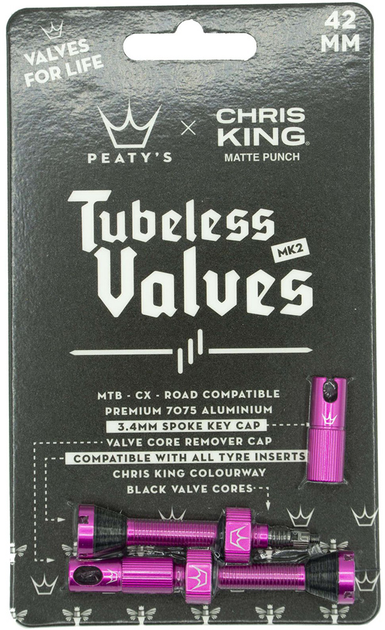 VALVES
FOR LIFE
42
MM
PEATY'S
×
CHRIS
KING®
MATTE PUNCH
Tubeless
MK2
Valves
MTB - CX - ROAD COMPATIBLE
PREMIUM 7075 ALUMINIUM
3.4MM SPOKE KEY CAP
VALVE CORE REMOVER CAP
COMPATIBLE WITH ALL TYRE INSERTS
CHRIS KING COLOURWAY
BLACK VALVE CORES